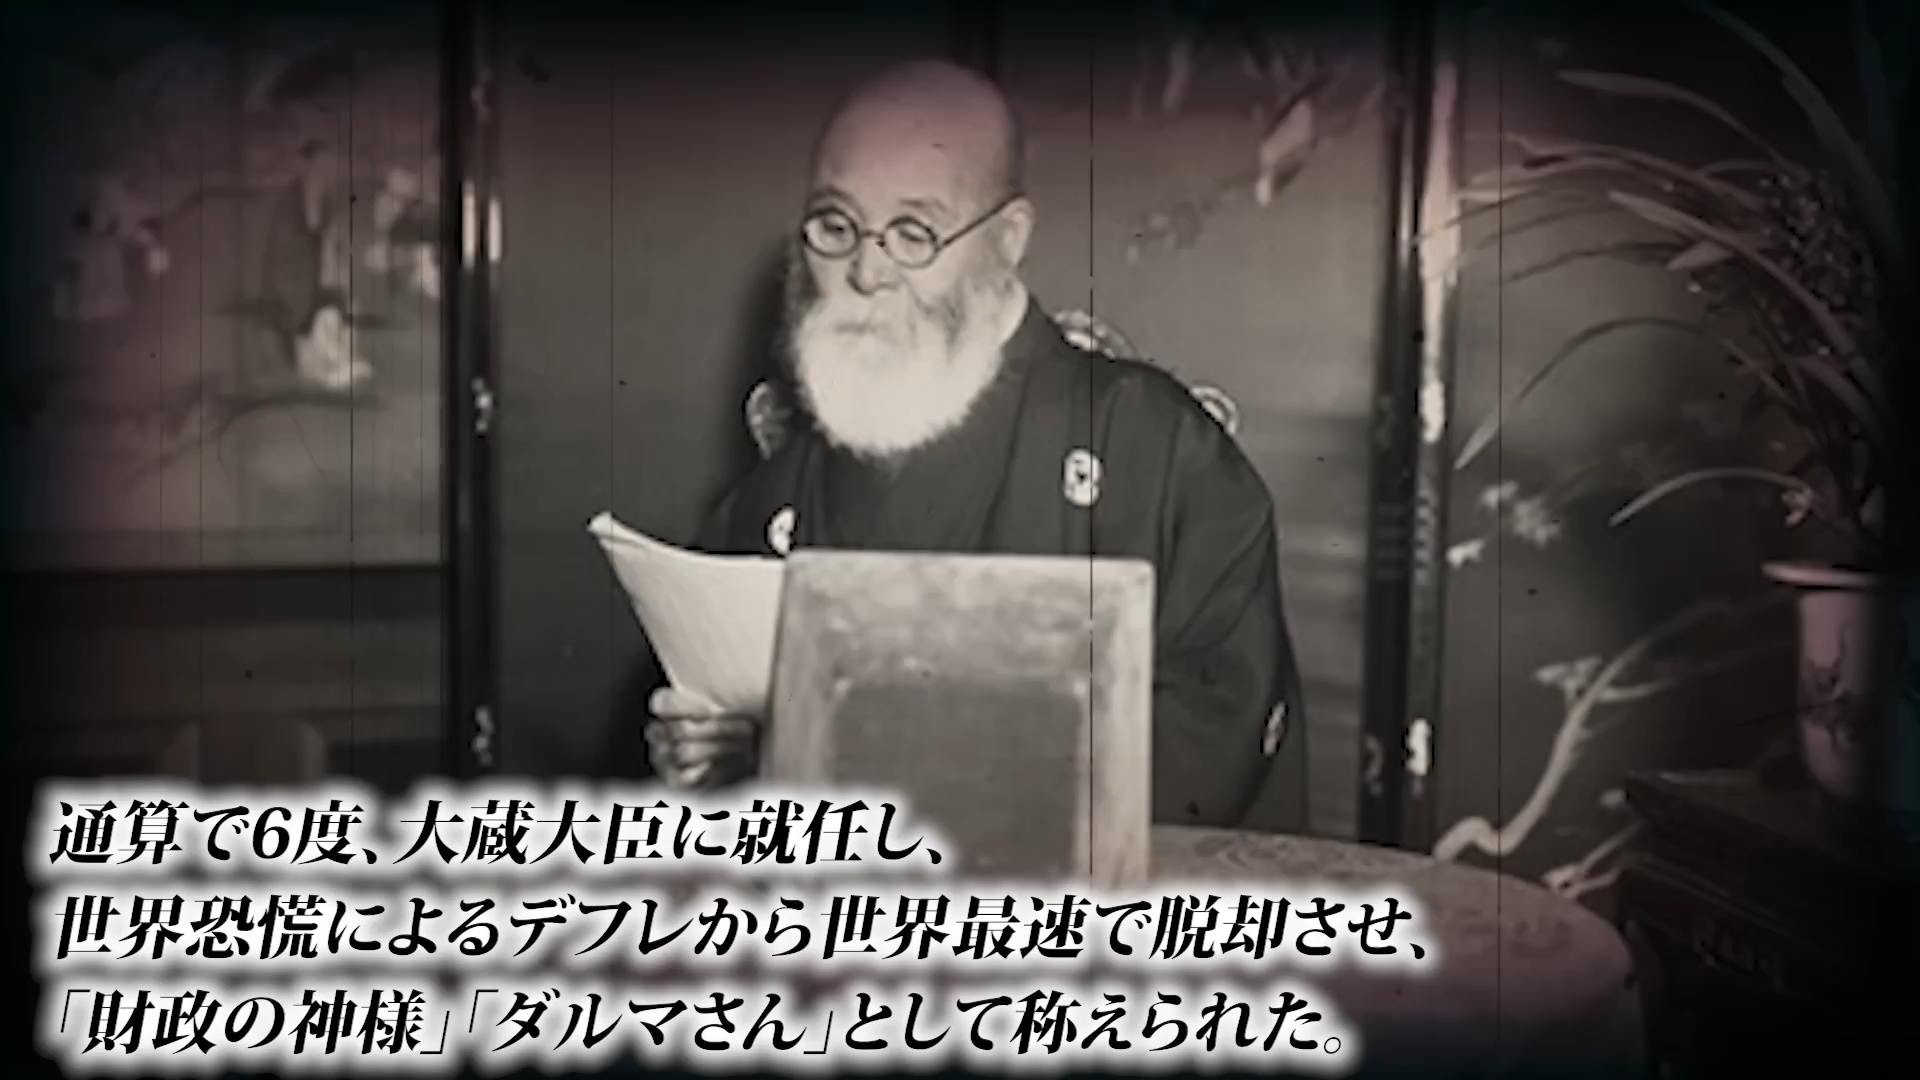 通算で6度、大蔵大臣に就任し、
世界恐慌によるデフレから世界最速で脱却させ、
「財政の神様」「ダルマさん」として称えられた。